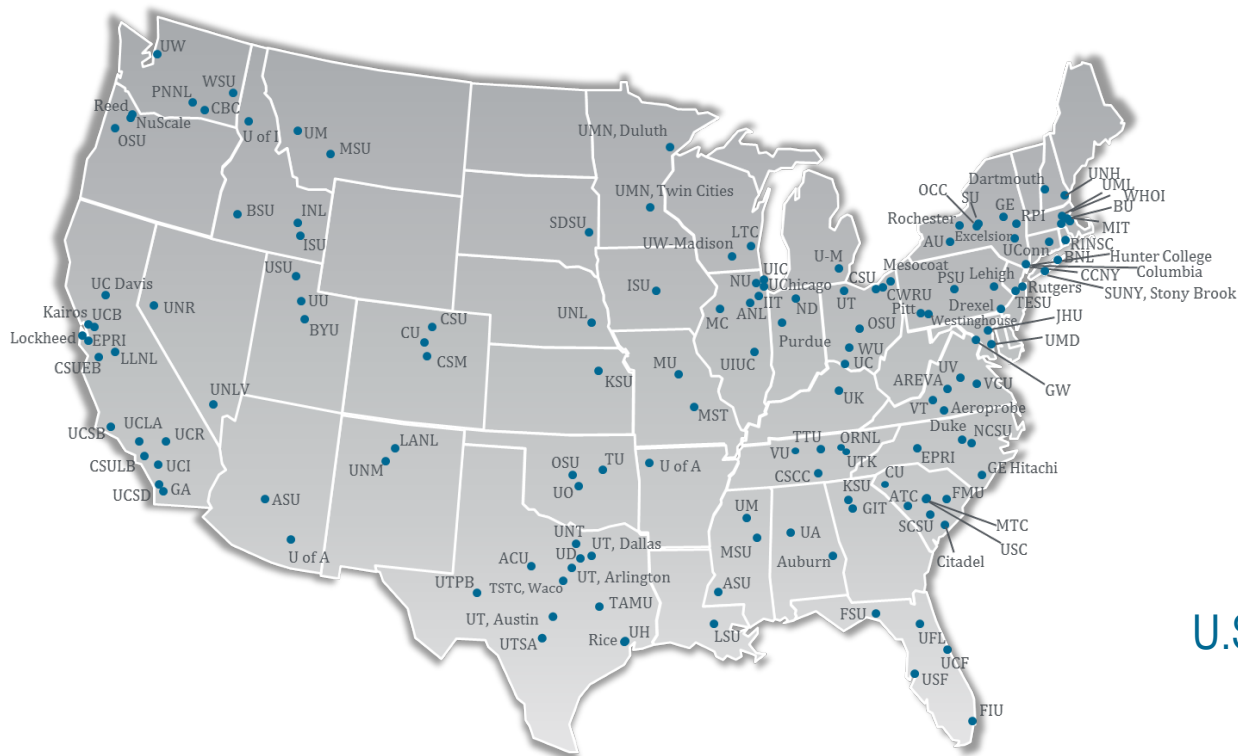 UW
WSU
PNNL
CBC
Reed
NuScale
OSU
U of I
UM
MSU
BSU
INL
ISU
USU
UU
BYU
UC Davis
UNR
Kairos
UCB
Lockheed
EPRI
CSUEB
LLNL
UNLV
UCLA
UCSB
UCR
CSULB
UCI
UCSD
GA
ASU
U of A
LANL
UNM
CU
CSU
CSM
UMN, Duluth
UMN, Twin Cities
SDSU
LTC
UW-Madison
ISU
UNL
KSU
MU
MST
UIC
NU
UChicago
IIT
ANL
MC
ND
Purdue
UIUC
U-M
UT
CSU
Mesocoat
CWRU
OSU
WU
UC
UK
OSU
TU
UO
U of A
UNT
UT, Dallas
UD
ACU
UT, Arlington
TSTC, Waco
UTPB
TAMU
UT, Austin
UTSA
Rice
UH
LSU
ASU
UM
MSU
UA
Auburn
TTU
ORNL
VU
UTK
CSCC
KSU
GIT
CU
ATC
SCSU
FMU
MTC
USC
Citadel
EPRI
Duke
NCSU
GE Hitachi
FSU
UFL
UCF
USF
FIU
AREVA
UV
VCU
VT
Aeroprobe
GW
UMD
JHU
Pitt
Westinghouse
PSU
Lehigh
Drexel
TESU
Rutgers
SUNY, Stony Brook
Columbia
CCNY
Hunter College
BNL
RINSC
UConn
Excelsion
AU
Rochester
OCC
SU
GE
RPI
Dartmouth
UNH
UML
WHOI
BU
MIT
U.S